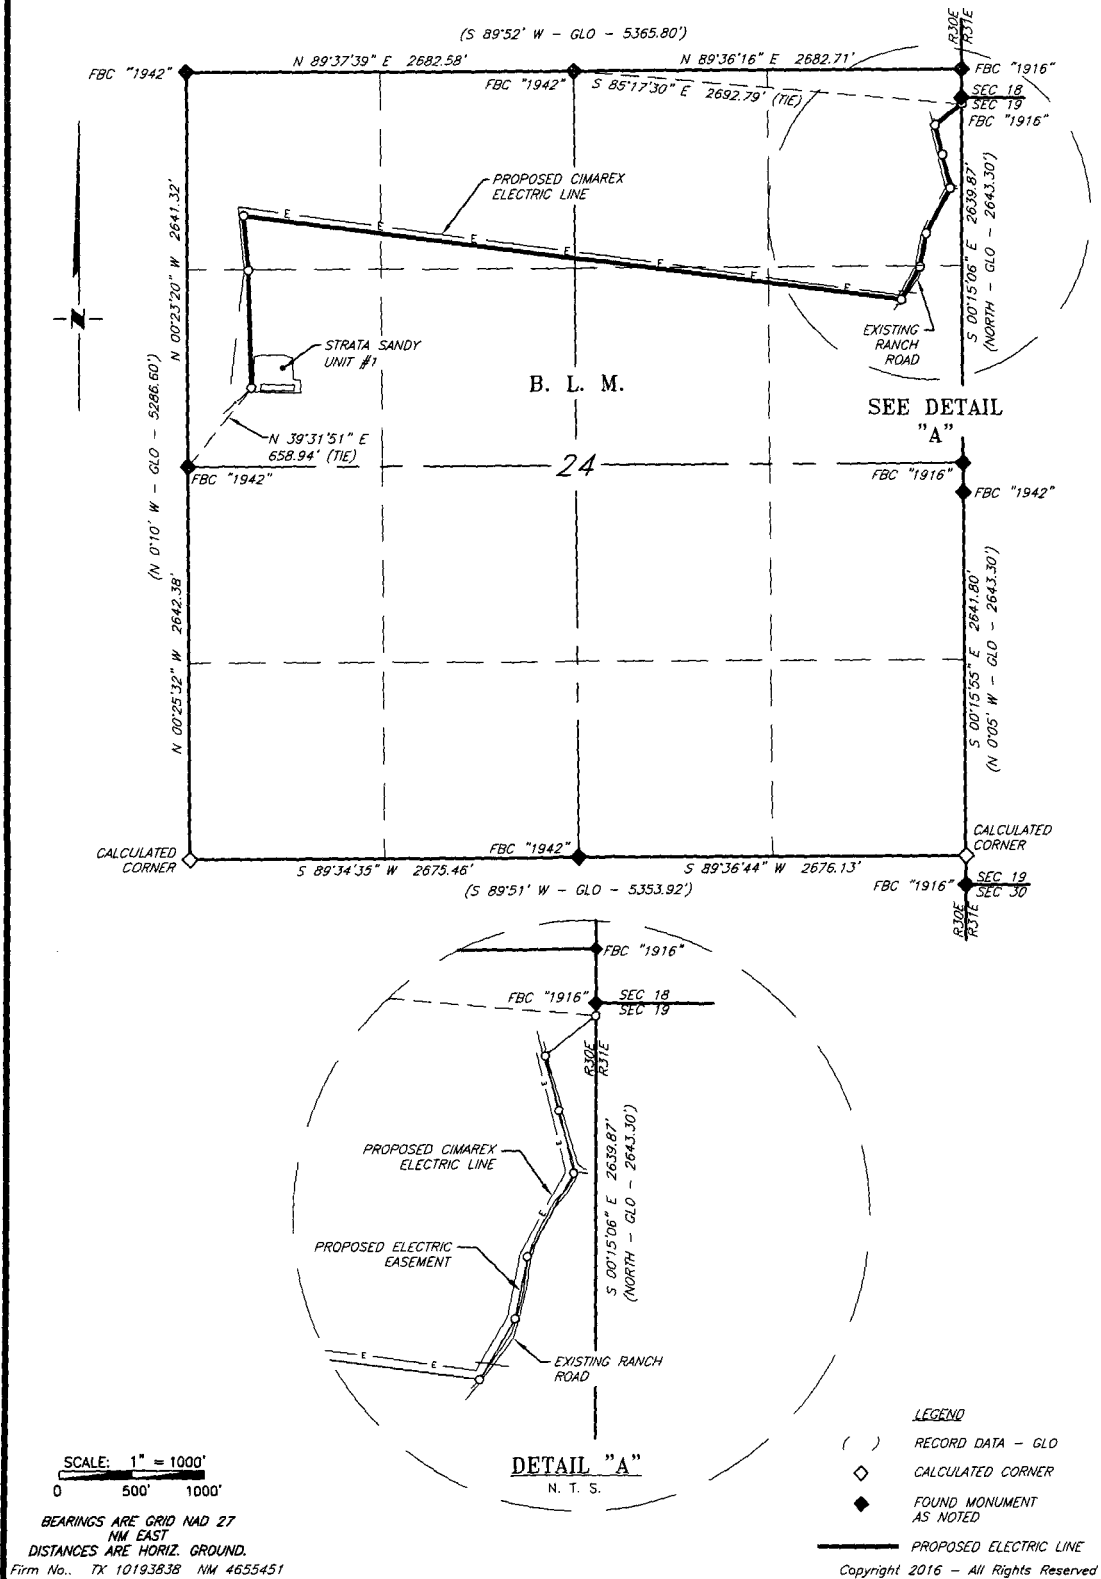 (S 89°52' W - GLO - 5365.80')
R30E
R31E
N 89°37'39" E 2682.58'
N 89°36'16" E 2682.71'
FBC "1942"
FBC "1942"
FBC "1916"
S 85°17'30" E 2692.79' (TIE)
SEC 18
SEC 19
FBC "1916"
PROPOSED CIMAREX
ELECTRIC LINE
E E E E E E E
N 00°23'20" W 2641.32'
S 00°15'06" E 2639.87'
(NORTH - GLO - 2643.30')
N
EXISTING
RANCH
ROAD
STRATA SANDY
UNIT #1
B. L. M.
SEE DETAIL
"A"
N 39°31'51" E
658.94' (TIE)
24
FBC "1942"
FBC "1916"
FBC "1942"
(N 0°10' W - GLO - 5286.60')
N 00°25'32" W 2642.38'
S 00°15'55" E 2641.80'
(N 0°05' W - GLO - 2643.30')
CALCULATED
CORNER
FBC "1942"
CALCULATED
CORNER
S 89°34'35" W 2675.46'
S 89°36'44" W 2676.13'
(S 89°51' W - GLO - 5353.92')
FBC "1916"
SEC 19
SEC 30
R30E
R31E
FBC "1916"
FBC "1916"
SEC 18
SEC 19
R30E
R31E
E
E
PROPOSED CIMAREX
ELECTRIC LINE
E
S 00°15'06" E 2639.87'
(NORTH - GLO - 2643.30')
PROPOSED ELECTRIC
EASEMENT
E E
EXISTING RANCH
ROAD
DETAIL "A"
N. T. S.
LEGEND
( ) RECORD DATA - GLO
CALCULATED CORNER
FOUND MONUMENT
AS NOTED
PROPOSED ELECTRIC LINE
SCALE: 1" = 1000'
0 500' 1000'
BEARINGS ARE GRID NAD 27
NM EAST
DISTANCES ARE HORIZ. GROUND.
Firm No.: TX 10193838 NM 4655451
Copyright 2016 - All Rights Reserved